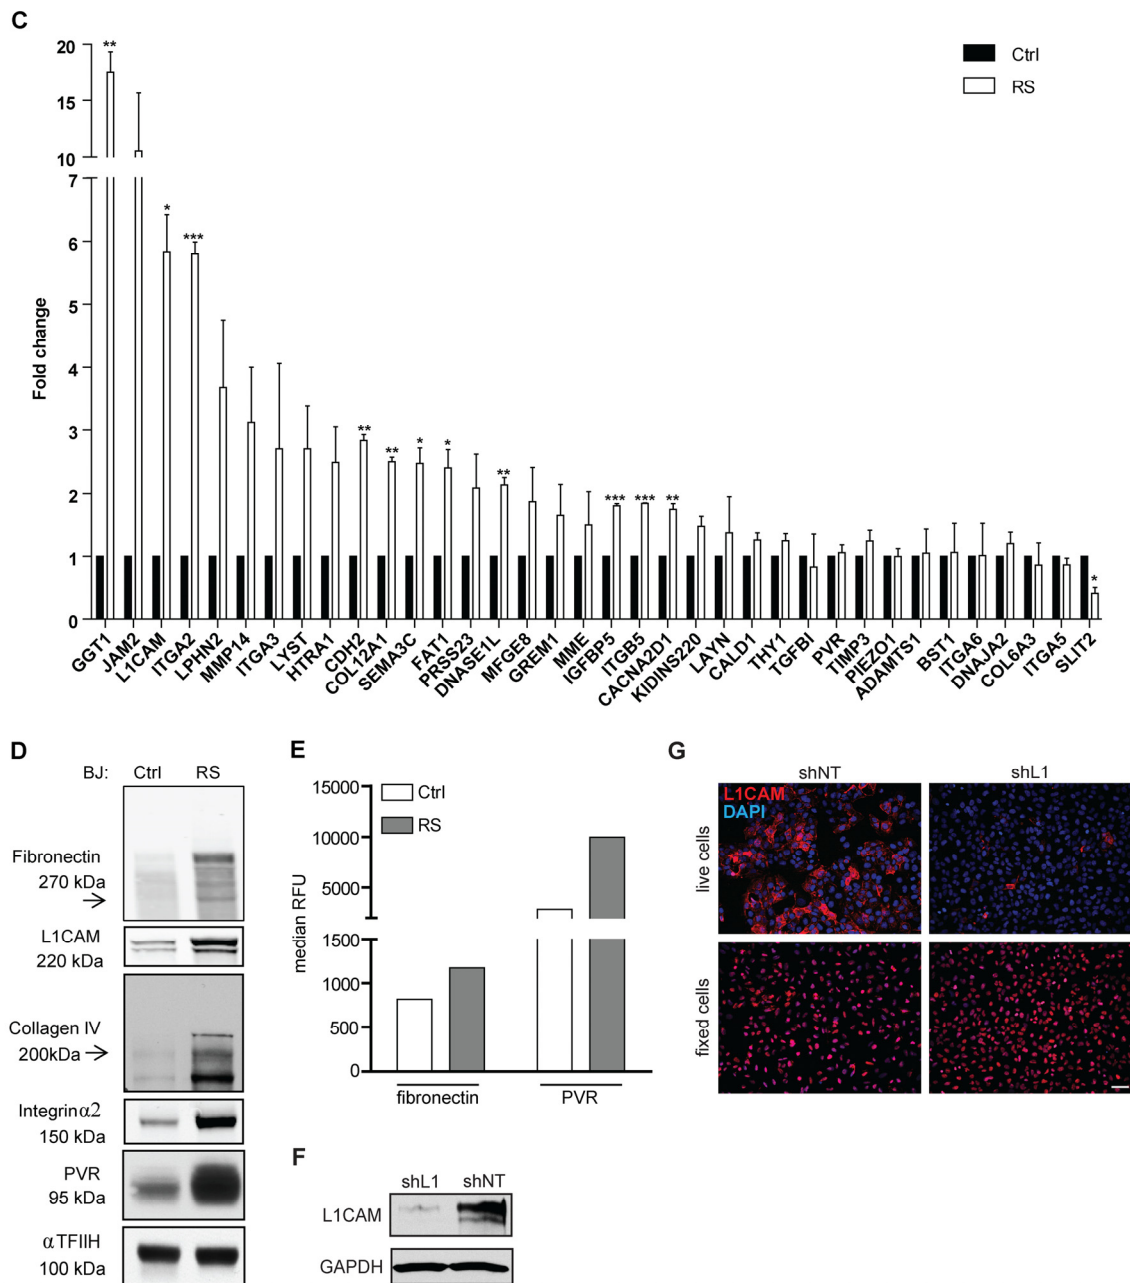 C
20
15
10
7
6
5
4
3
2
1
0
Fold change
Ctrl
RS
**
*
***
**
**
*
*
**
***
***
**
*
GGT1
JAM2
L1CAM
ITGA2
LPHN2
MMP14
ITGA3
LYST
HTRA1
CDH2
COL12A1
SEMA3C
FAT1
PRSS23
DNASE1L
MFGE8
GREM1
MME
IGFBP5
ITGB5
CACNA2D1
KIDINS220
LAYN
CALD1
THY1
TGFBI
PVR
TIMP3
PIEZO1
ADAMTS1
BST1
ITGA6
DNAJA2
COL6A3
ITGA5
SLIT2
D
BJ: Ctrl RS
Fibronectin
270 kDa
L1CAM
220 kDa
Collagen IV
200kDa
Integrin α2
150 kDa
PVR
95 kDa
αTFIIH
100 kDa
E
15000
10000
5000
1500
1000
500
0
median RFU
Ctrl
RS
fibronectin
PVR
F
shL1 shNT
L1CAM
GAPDH
G
shNT shL1
L1CAM
DAPI
live cells
fixed cells